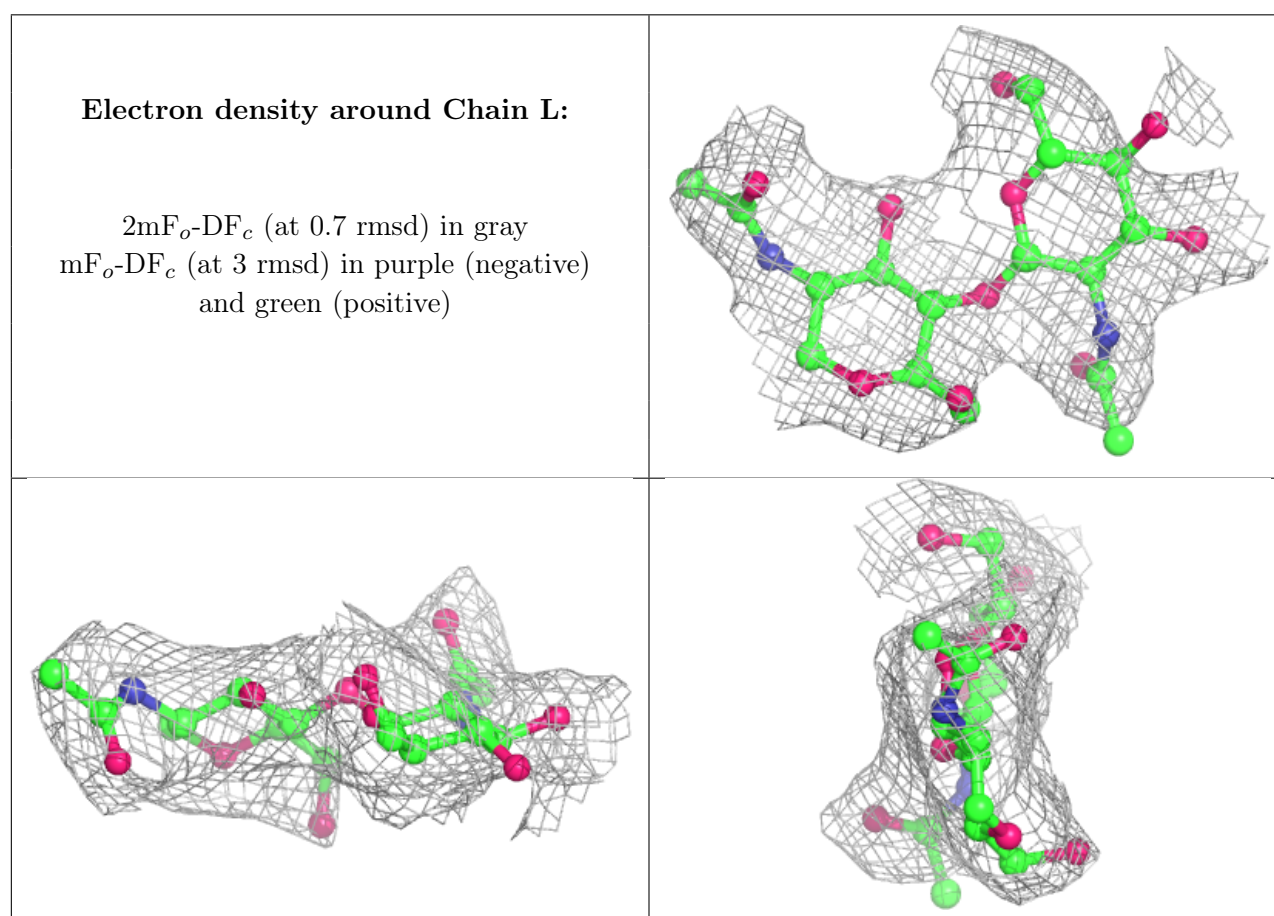 Electron density around Chain L:
2mFo-DFc (at 0.7 rmsd) in gray
mFo-DFc (at 3 rmsd) in purple (negative)
and green (positive)